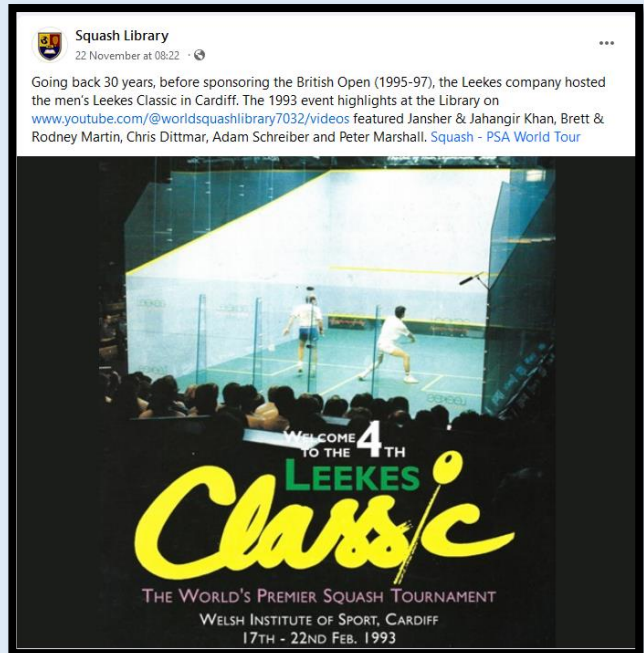 Squash Library
22 November at 08:22 ·
Going back 30 years, before sponsoring the British Open (1995-97), the Leekes company hosted
the men's Leekes Classic in Cardiff. The 1993 event highlights at the Library on
www.youtube.com/@worldsquashlibrary7032/videos featured Jansher & Jahangir Khan, Brett &
Rodney Martin, Chris Dittmar, Adam Schreiber and Peter Marshall. Squash - PSA World Tour
LEEKES
WELCOME
TO THE 4TH
LEEKES
Classic
THE WORLD'S PREMIER SQUASH TOURNAMENT
WELSH INSTITUTE OF SPORT, CARDIFF
17TH - 22ND FEB. 1993